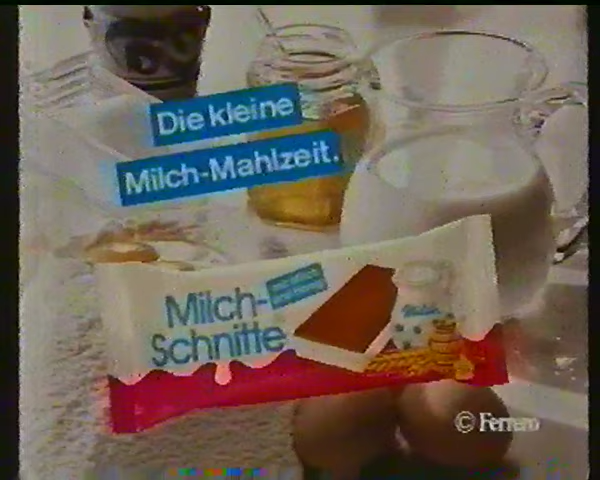 Die kleine
Milch-Mahlzeit.
Milch-
Schnitte
© Ferrero